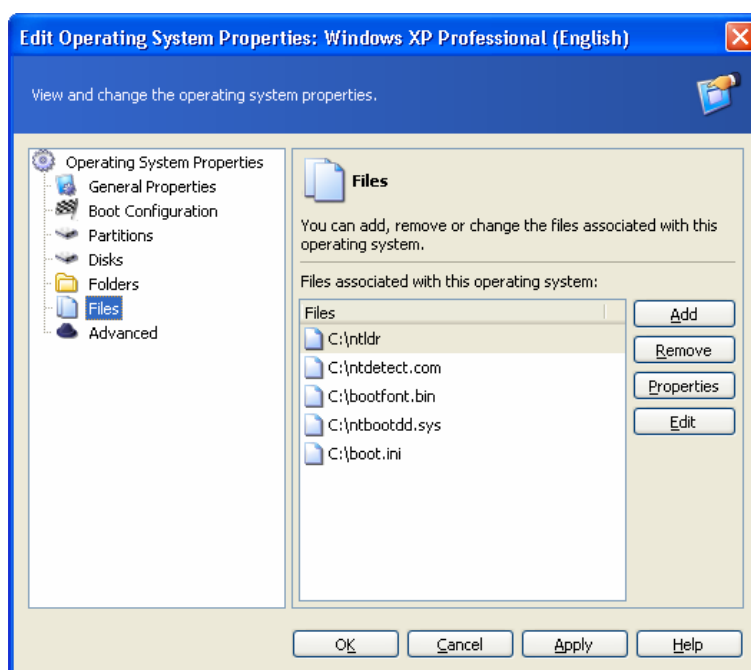 Edit Operating System Properties: Windows XP Professional (English)
View and change the operating system properties.
Operating System Properties
General Properties
Boot Configuration
Partitions
Disks
Folders
Files
Advanced
Files
You can add, remove or change the files associated with this
operating system.
Files associated with this operating system:
Files
C:\ntldr
C:\ntdetect.com
C:\bootfont.bin
C:\ntbootdd.sys
C:\boot.ini
Add
Remove
Properties
Edit
OK
Cancel
Apply
Help